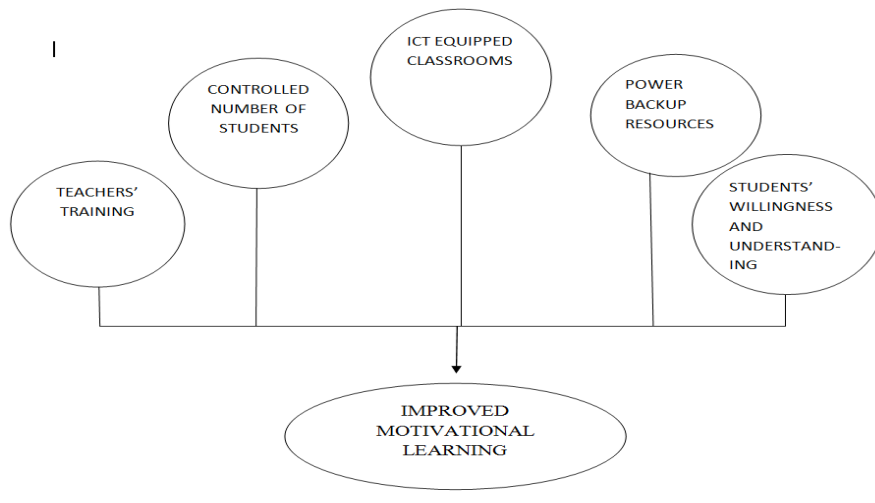 ICT EQUIPPED
CLASSROOMS
CONTROLLED
NUMBER OF
STUDENTS
POWER
BACKUP
RESOURCES
TEACHERS'
TRAINING
STUDENTS'
WILLINGNESS
AND
UNDERSTAND-
ING
IMPROVED
MOTIVATIONAL
LEARNING